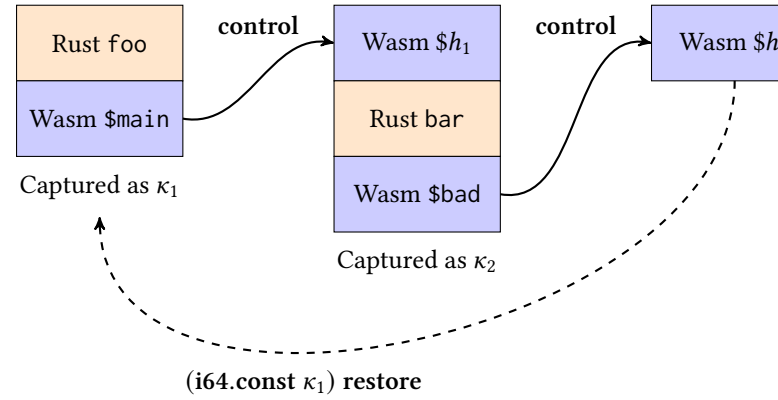 control
control
Rust foo
Wasm $main
Captured as κ₁
Wasm $h₁
Rust bar
Wasm $bad
Captured as κ₂
Wasm $h
(i64.const κ₁) restore